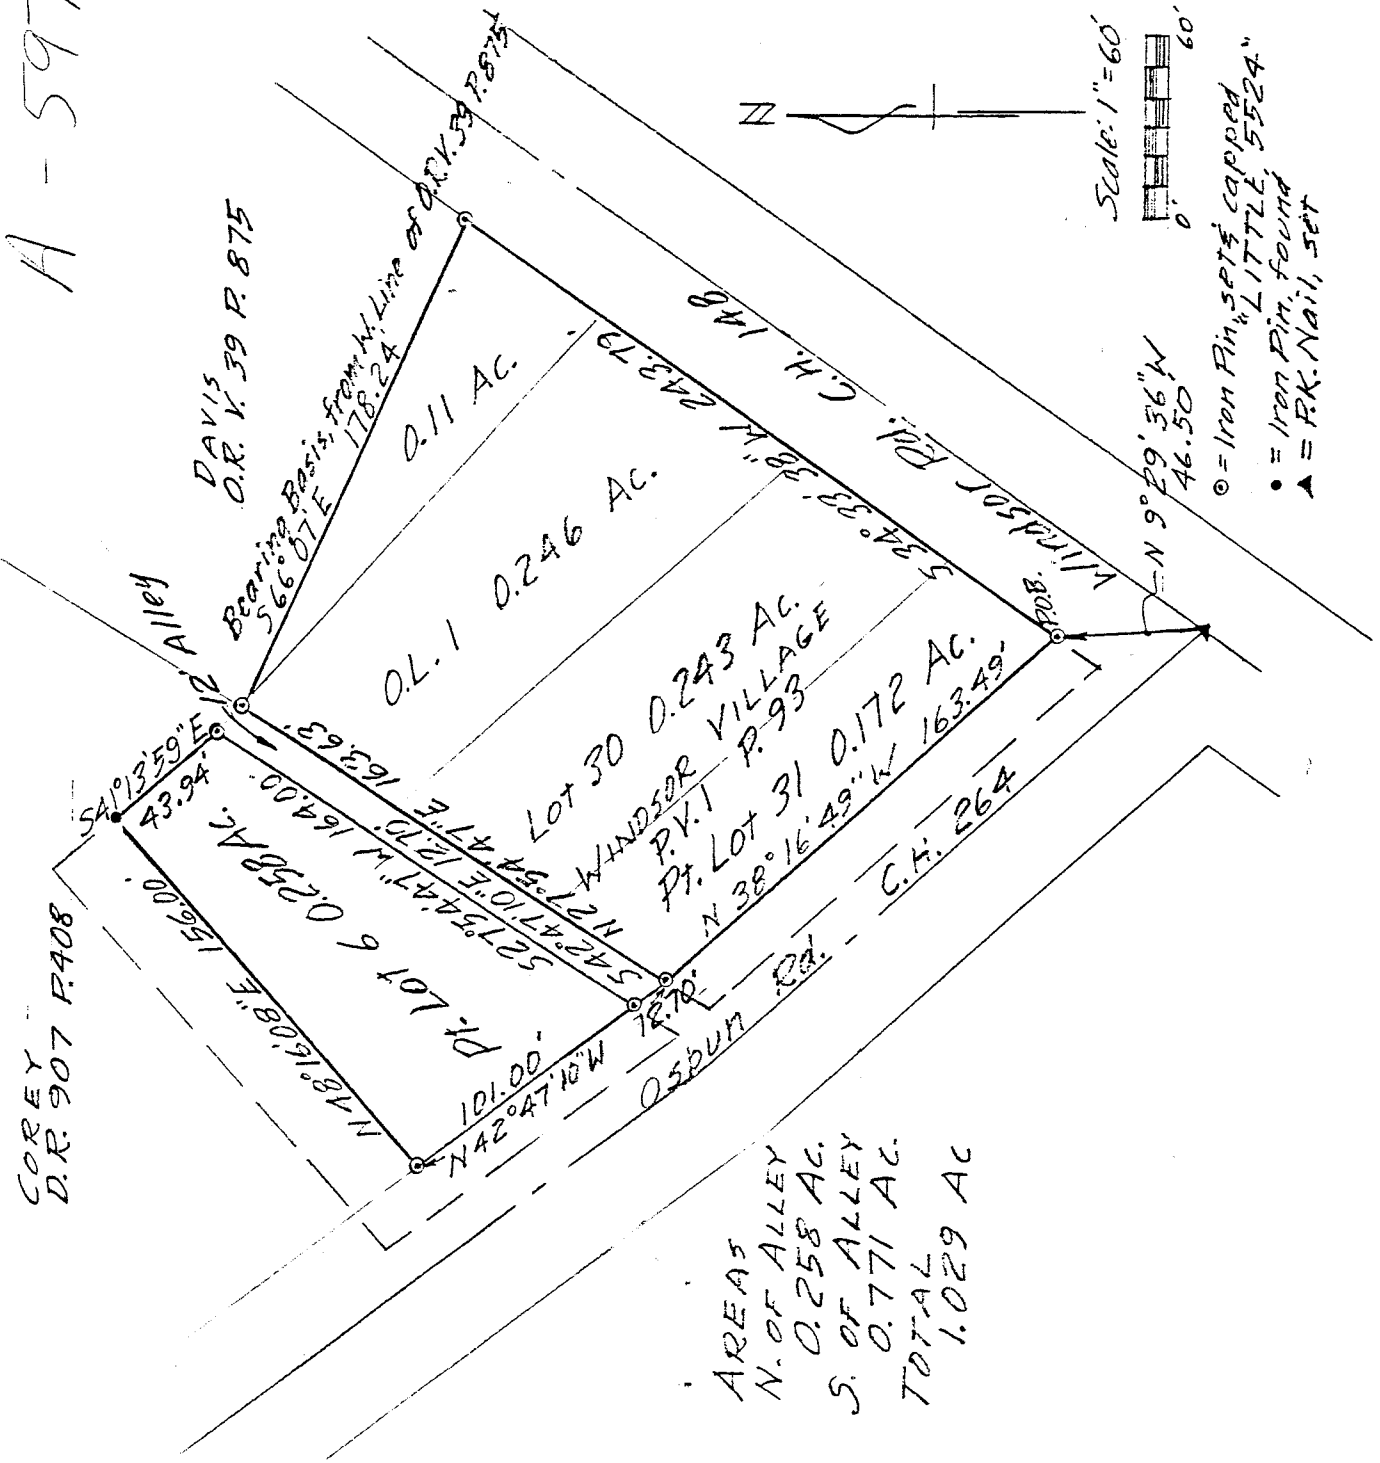 A - 597
DAVIS
O.R. V. 39 P. 875
Bearing Basis, from W. Line of O.R.V. 39 P. 875
S 66° 07' E 178.24'
12' Alley
COREY
D.R. 907 P. 408
S 41° 13' 59" E
43.94'
N 48° 16' 08" E 156.00'
Pt. Lot 6 0.258 A.
S 27° 54' 47" W 164.00'
S 42° 47' 10" E 12.70'
N 27° 54' 47" E 163.63'
101.00'
N 42° 47' 10" W
12.70'
0.11 Ac.
O.L. 1 0.246 Ac.
Lot 30 0.243 Ac.
WINDSOR VILLAGE
P.V. 1 P. 93
Pt. Lot 31 0.172 Ac.
N 38° 16' 49" W 163.49'
S 34° 33' 38" W 243.79
P.O.B.
Windsor Rd. C.H. 148
Ospun Rd. C.H. 264
N 9° 29' 36" W
46.50'
N
Scale: 1" = 60'
0' 60'
⊙ = Iron Pin, set & capped
"LITTLE, 5524."
• = Iron Pin, found
▲ = P.K. Nail, set
AREAS
N. OF ALLEY
0.258 AC.
S. OF ALLEY
0.771 AC.
TOTAL
1.029 AC